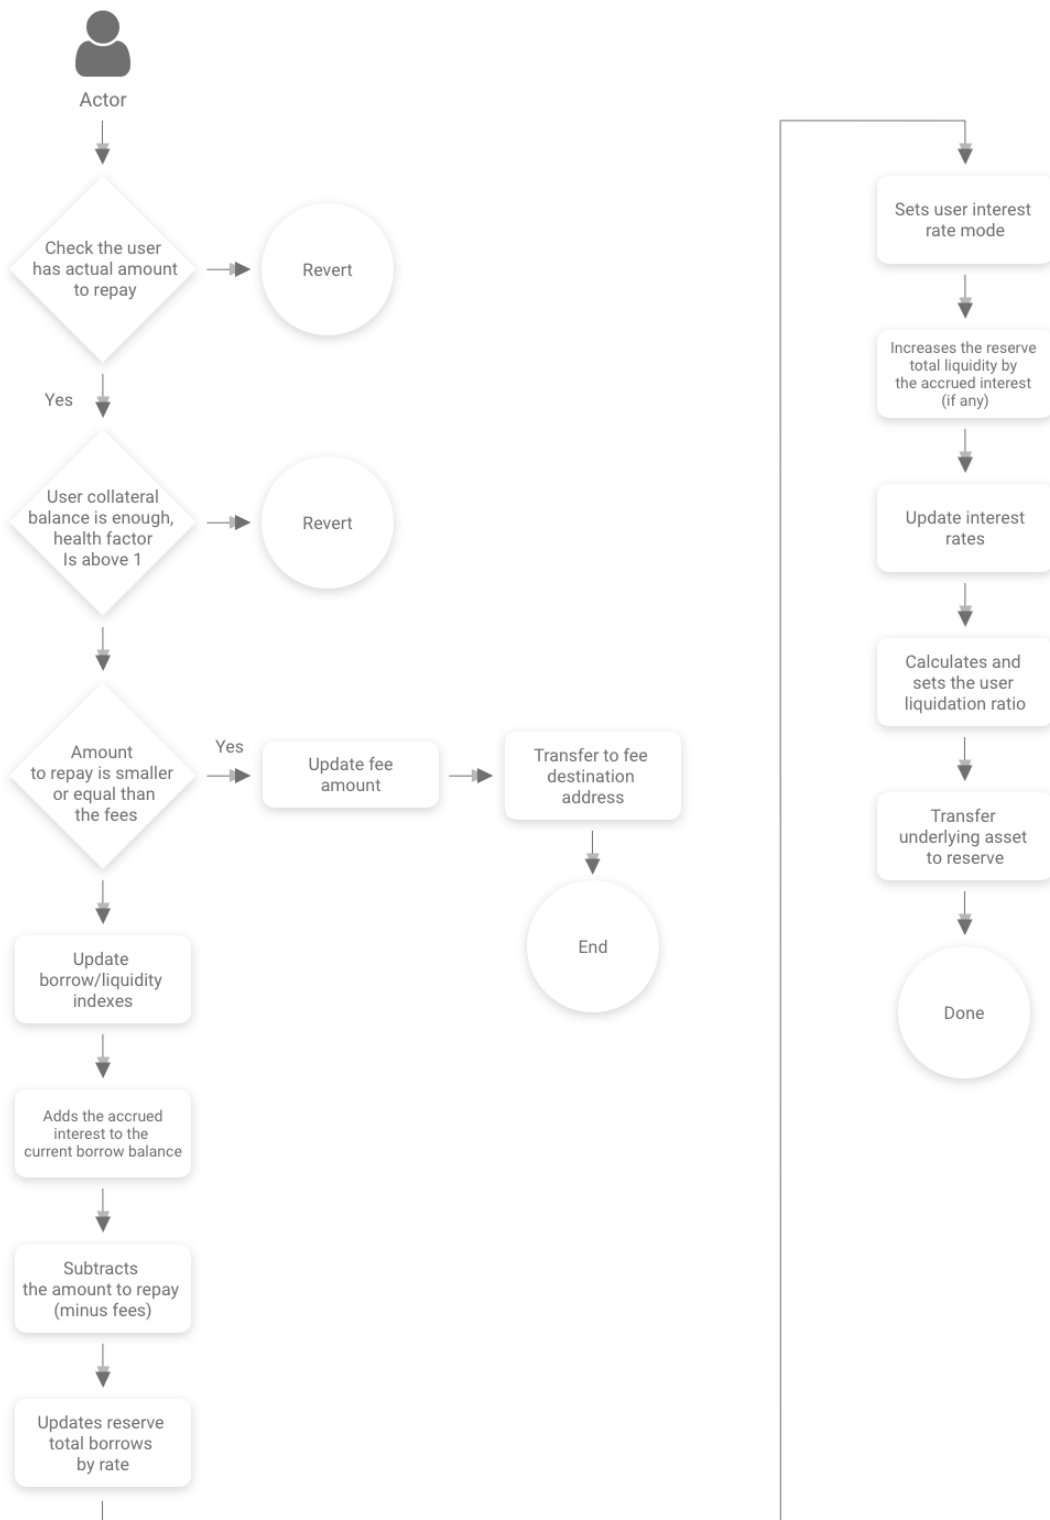 Actor
Check the user
has actual amount
to repay
Revert
Yes
User collateral
balance is enough,
health factor
Is above 1
Revert
Amount
to repay is smaller
or equal than
the fees
Yes
Update fee
amount
Transfer to fee
destination
address
End
Update
borrow/liquidity
indexes
Adds the accrued
interest to the
current borrow balance
Subtracts
the amount to repay
(minus fees)
Updates reserve
total borrows
by rate
Sets user interest
rate mode
Increases the reserve
total liquidity by
the accrued interest
(if any)
Update interest
rates
Calculates and
sets the user
liquidation ratio
Transfer
underlying asset
to reserve
Done